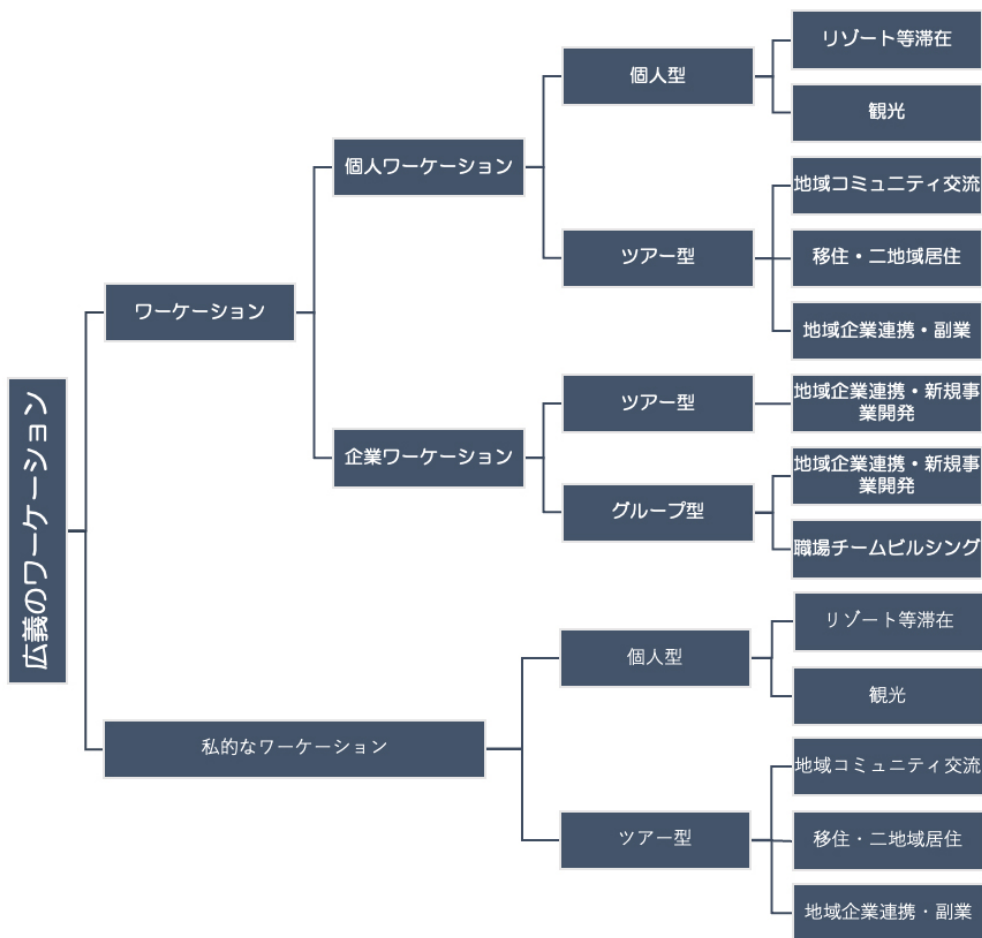 広義のワーケーション
ワーケーション
個人ワーケーション
個人型
リゾート等滞在
観光
ツアー型
地域コミュニティ交流
移住・二地域居住
地域企業連携・副業
企業ワーケーション
ツアー型
地域企業連携・新規事
業開発
グループ型
地域企業連携・新規事
業開発
職場チームビルシング
私的なワーケーション
個人型
リゾート等滞在
観光
ツアー型
地域コミュニティ交流
移住・二地域居住
地域企業連携・副業